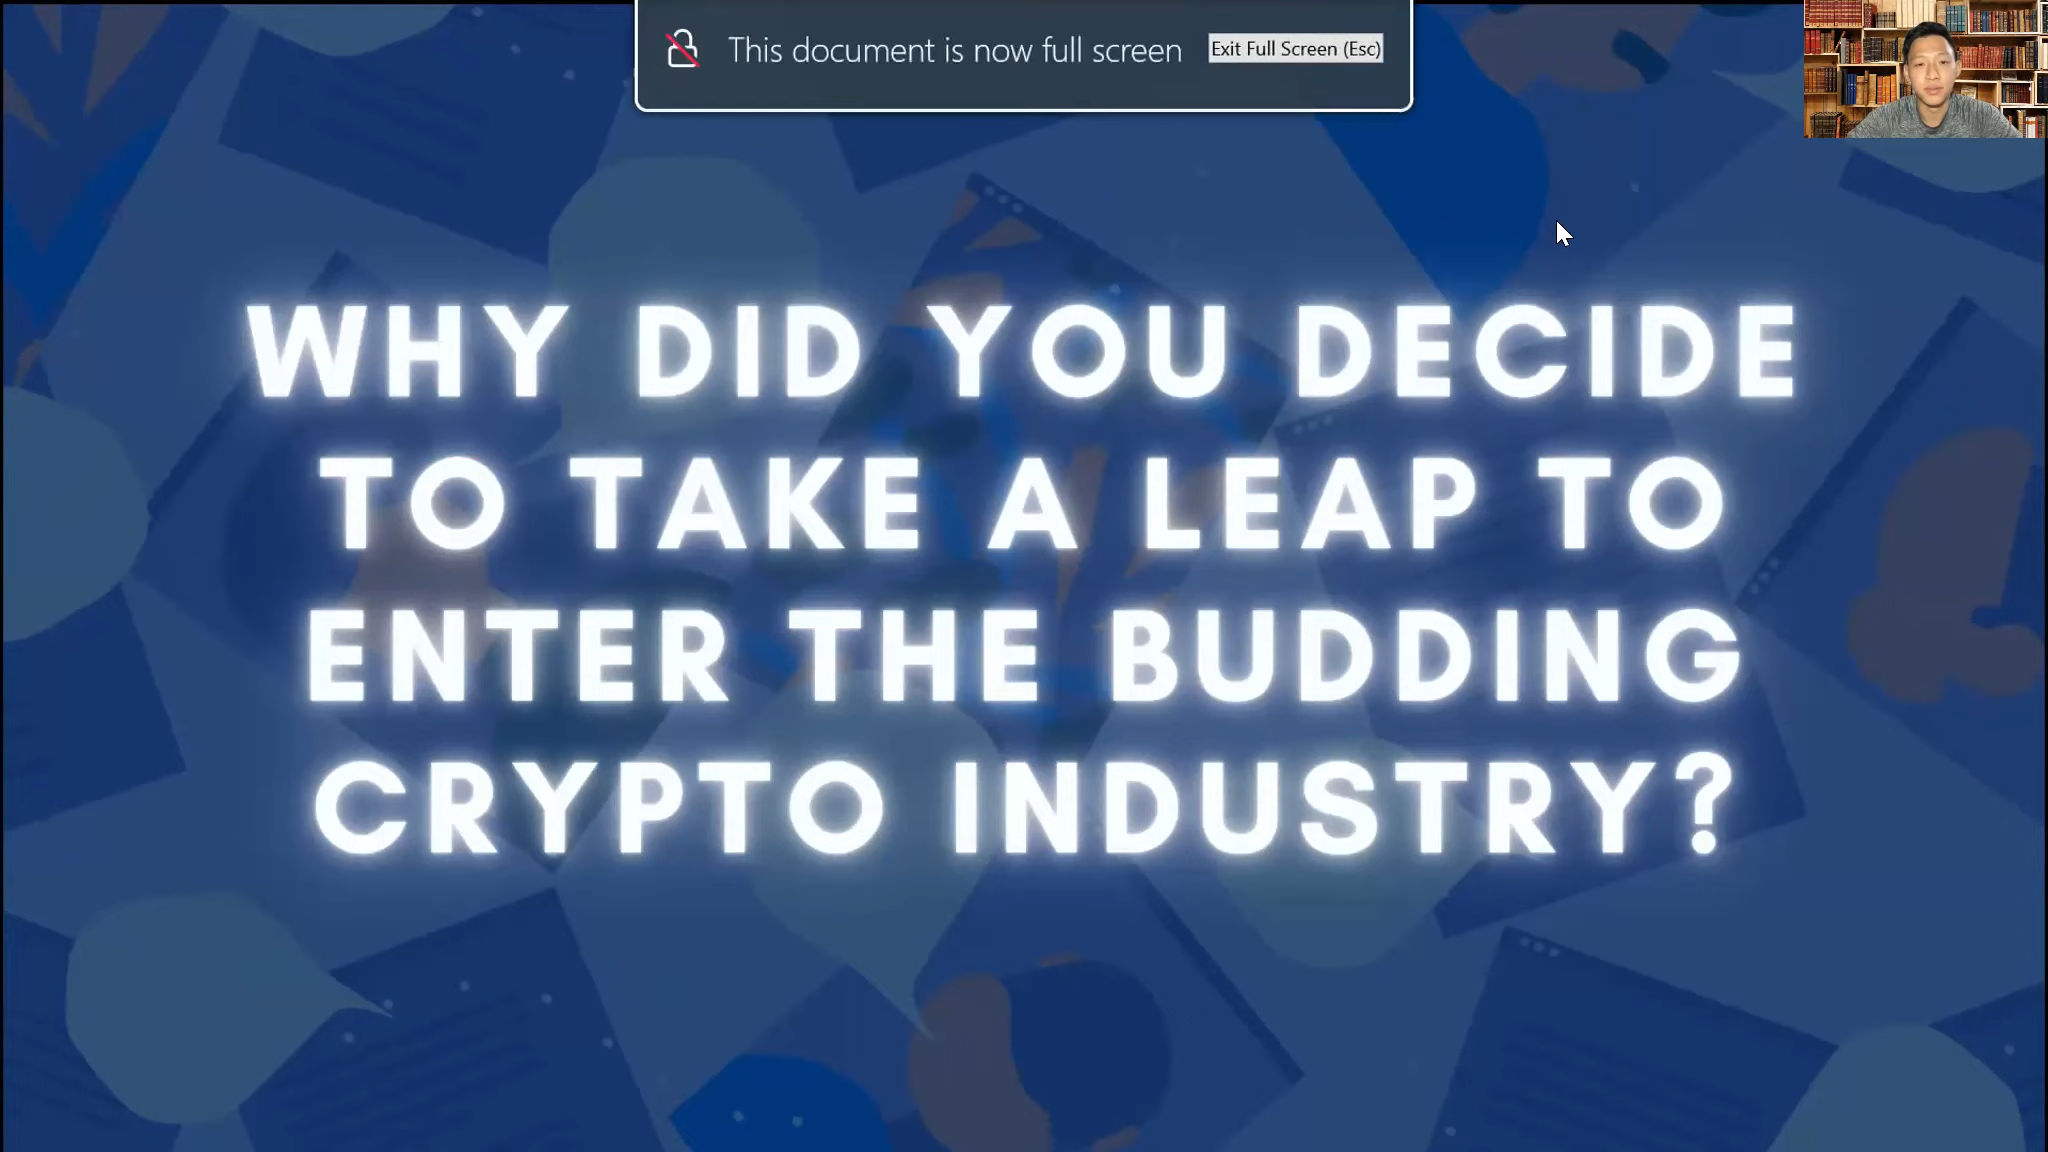 This document is now full screen Exit Full Screen (Esc)
WHY DID YOU DECIDE
TO TAKE A LEAP TO
ENTER THE BUDDING
CRYPTO INDUSTRY?